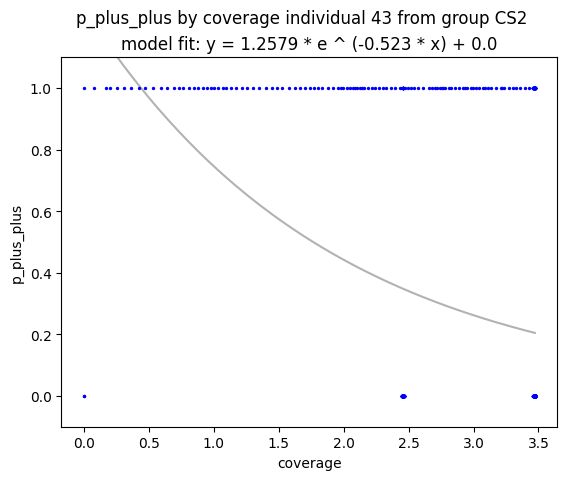 p_plus_plus by coverage individual 43 from group CS2
model fit: y = 1.2579 * e ^ (-0.523 * x) + 0.0
1.0
0.8
0.6
0.4
0.2
0.0
p_plus_plus
0.0 0.5 1.0 1.5 2.0 2.5 3.0 3.5
coverage